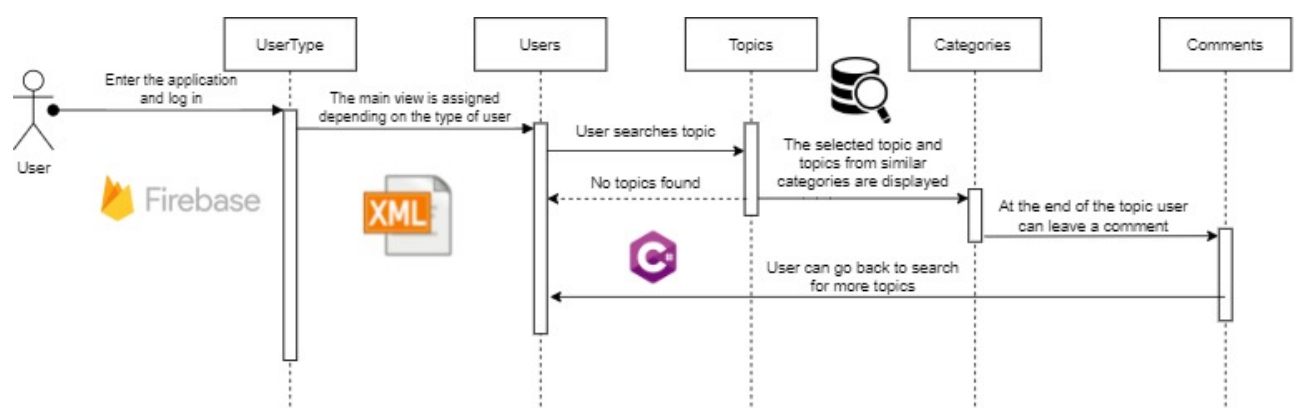 UserType
Users
Topics
Categories
Comments
Enter the application
and log in
The main view is assigned
depending on the type of user
User searches topic
The selected topic and
topics from similar
categories are displayed
User
No topics found
Firebase
XML
At the end of the topic user
can leave a comment
C#
User can go back to search
for more topics